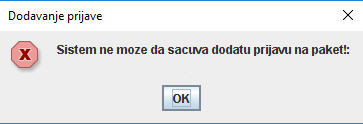 Dodavanje prijave
Sistem ne moze da sacuva dodatu prijavu na paket!:
OK